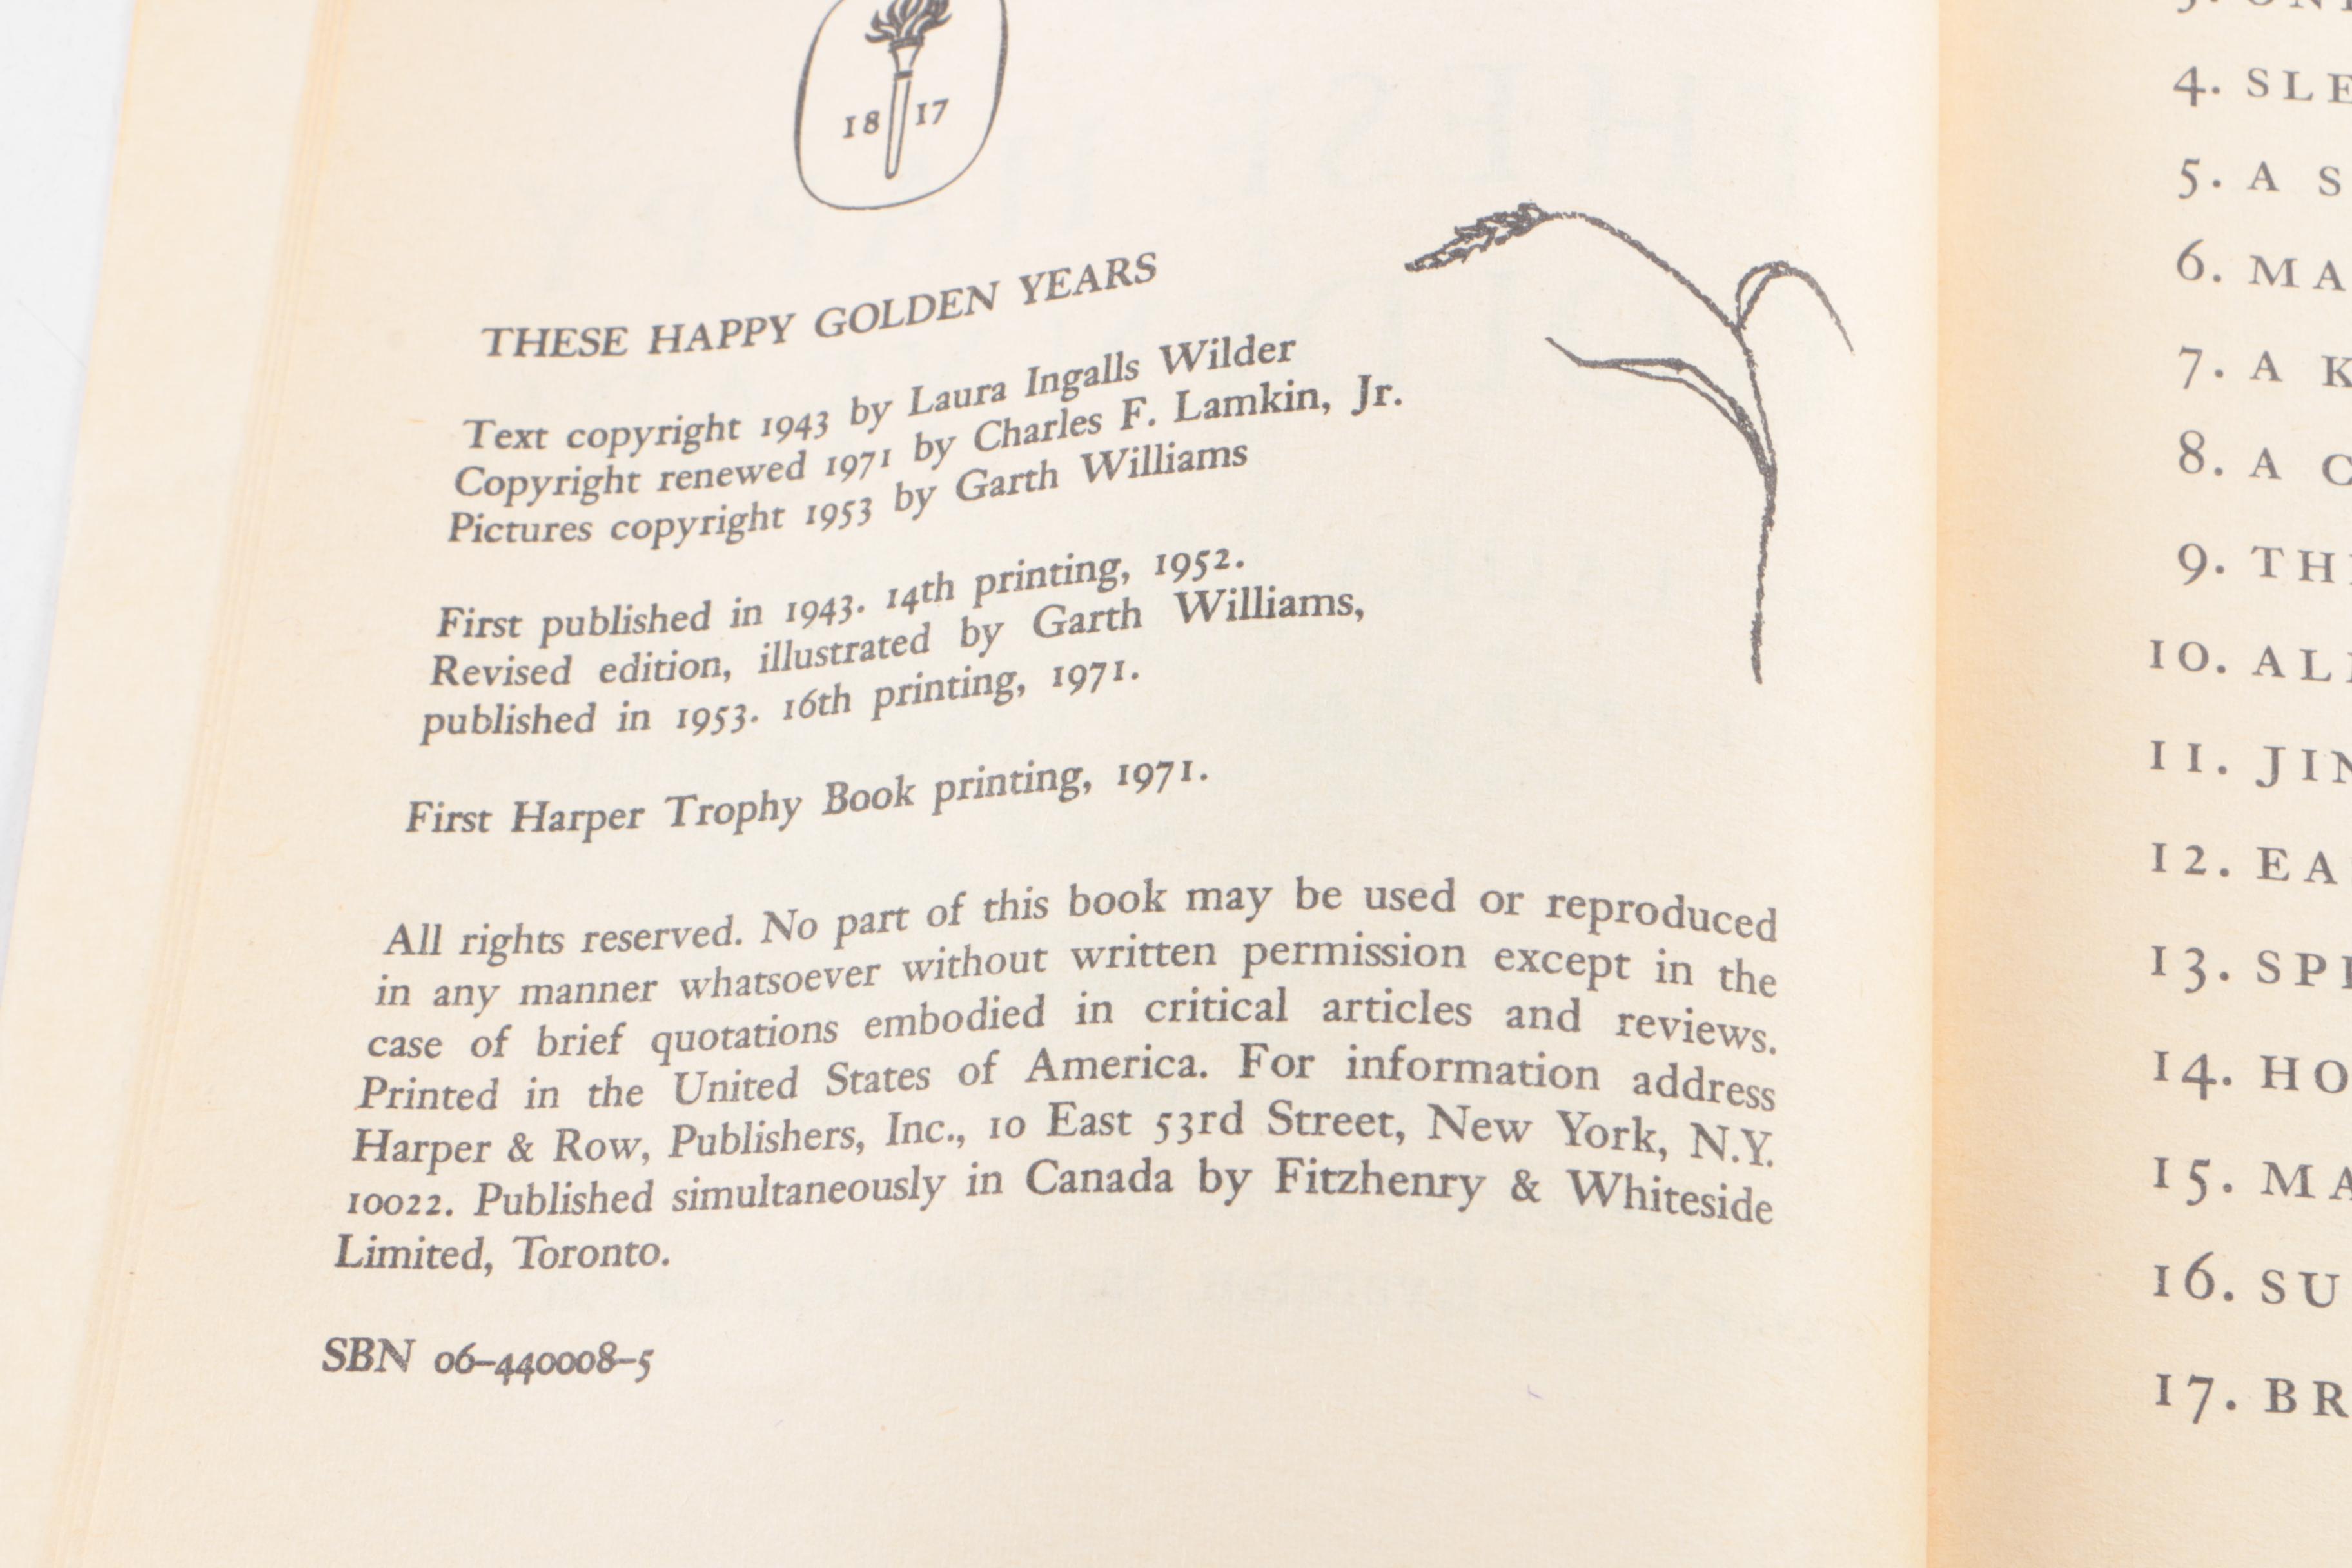 18 17
THESE HAPPY GOLDEN YEARS
Text copyright 1943 by Laura Ingalls Wilder
Copyright renewed 1971 by Charles F. Lamkin, Jr.
Pictures copyright 1953 by Garth Williams
First published in 1943. 14th printing, 1952.
Revised edition, illustrated by Garth Williams,
published in 1953. 16th printing, 1971.
First Harper Trophy Book printing, 1971.
All rights reserved. No part of this book may be used or reproduced
in any manner whatsoever without written permission except in the
case of brief quotations embodied in critical articles and reviews.
Printed in the United States of America. For information address
Harper & Row, Publishers, Inc., 10 East 53rd Street, New York, N.Y.
10022. Published simultaneously in Canada by Fitzhenry & Whiteside
Limited, Toronto.
SBN 06-440008-5
4. SLE
5. A S
6. MA
7. A K
8. A C
9. TH
10. AL
11. JIN
12. EA
13. SP
14. HO
15. MA
16. SU
17. BR